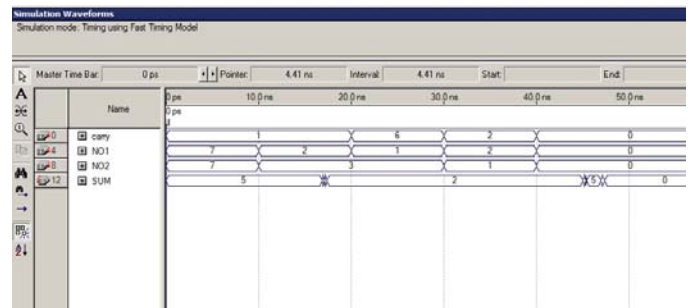 Simulation Waveforms
Simulation mode: Timing using Fast Timing Model
Master Time Bar: 0 ps Pointer: 4.41 ns Interval: 4.41 ns Start: End:
Name 0 ps 10.0 ns 20.0 ns 30.0 ns 40.0 ns 50.0 ns
0 ps
0 carry 1 6 2 0
4 NO1 7 2 1 2 0
8 NO2 7 3 1 0
12 SUM 5 2 5 0